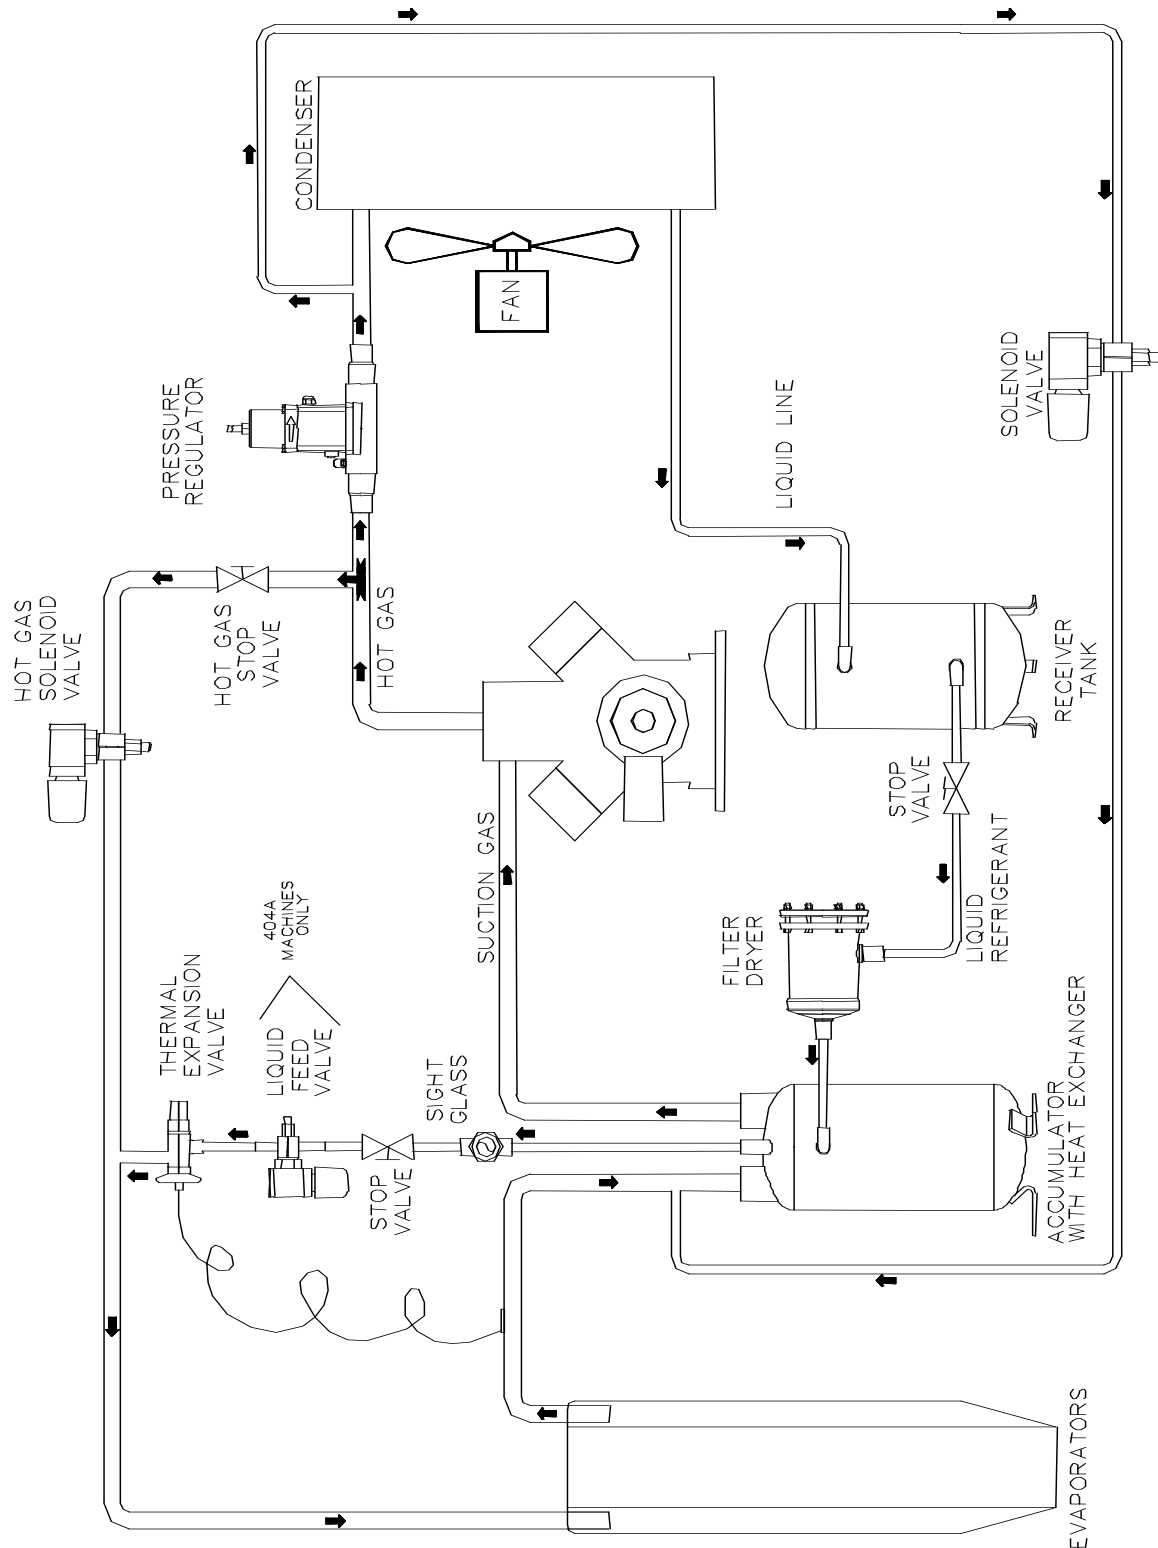 HOT GAS
SOLENOID
VALVE
HOT GAS
STOP
VALVE
PRESSURE
REGULATOR
HOT GAS
CONDENSER
FAN
LIQUID LINE
SOLENOID
VALVE
RECEIVER
TANK
STOP
VALVE
LIQUID
REFRIGERANT
FILTER
DRYER
SUCTION GAS
404A
MACHINES
ONLY
THERMAL
EXPANSION
VALVE
LIQUID
FEED
VALVE
SIGHT
GLASS
STOP
VALVE
ACCUMULATOR
WITH HEAT EXCHANGER
EVAPORATORS